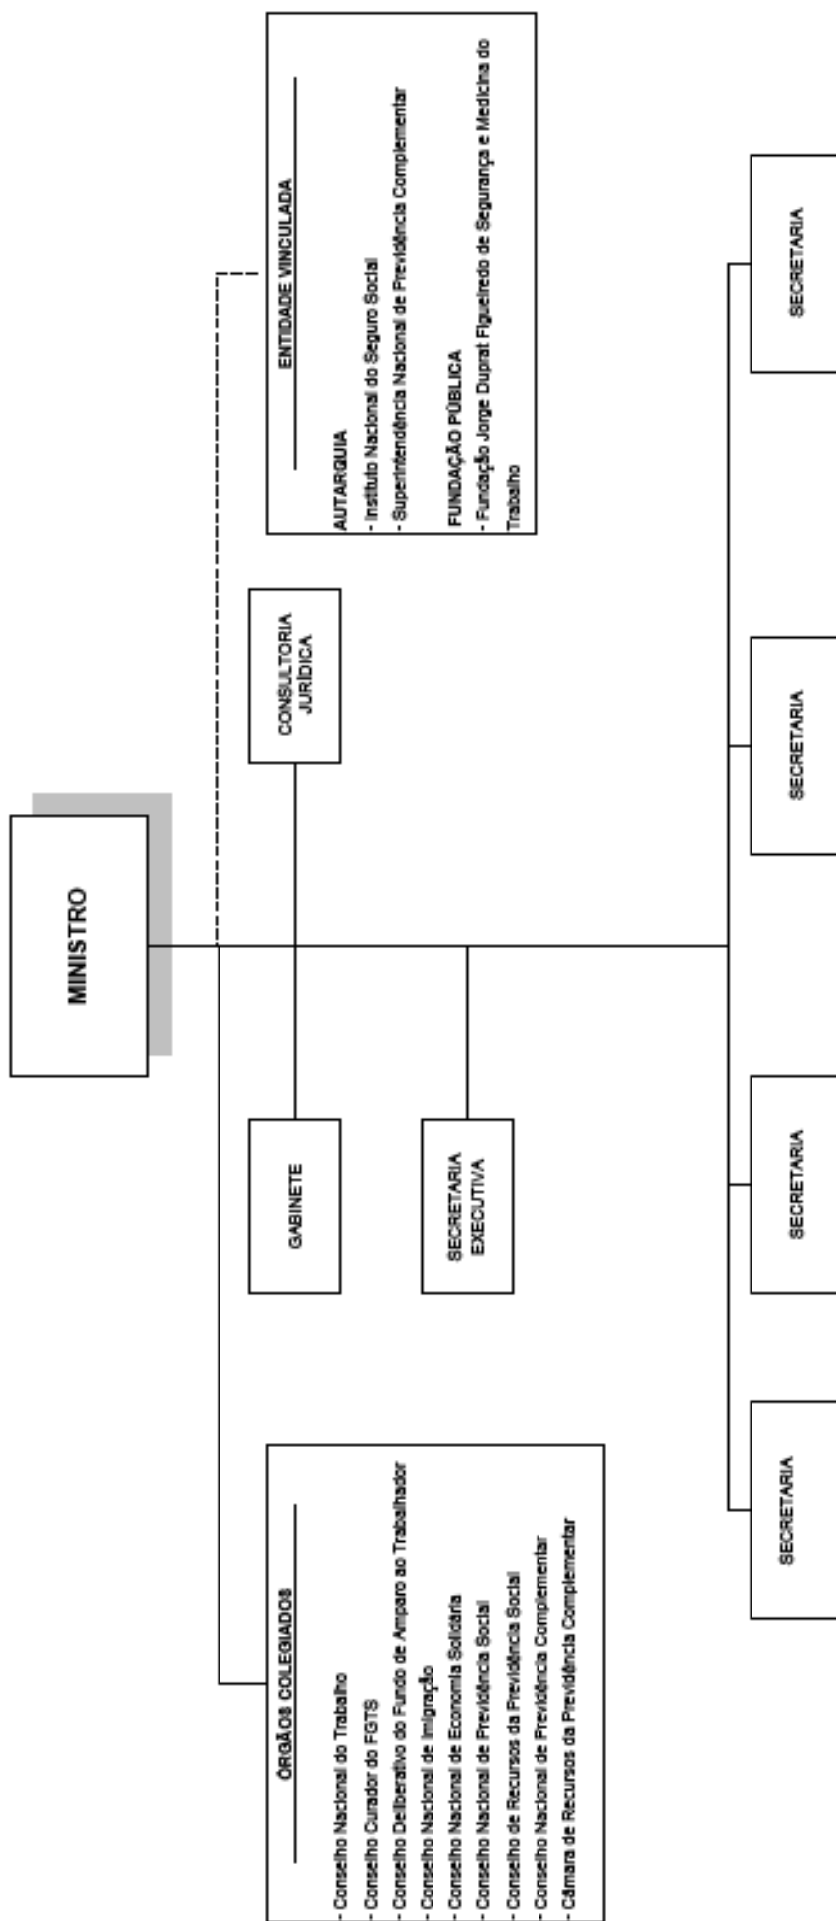 MINISTRO
ÓRGÃOS COLEGIADOS
- Conselho Nacional do Trabalho
- Conselho Curador do FGTS
- Conselho Deliberativo do Fundo de Amparo ao Trabalhador
- Conselho Nacional de Imigração
- Conselho Nacional de Economia Solidária
- Conselho Nacional de Previdência Social
- Conselho de Recursos da Previdência Social
- Conselho Nacional de Previdência Complementar
- Câmara de Recursos da Previdência Complementar
GABINETE
CONSULTORIA
JURÍDICA
ENTIDADE VINCULADA
AUTARQUIA
- Instituto Nacional do Seguro Social
- Superintendência Nacional de Previdência Complementar
FUNDAÇÃO PÚBLICA
- Fundação Jorge Duprat Figueiredo de Segurança e Medicina do
Trabalho
SECRETARIA
EXECUTIVA
SECRETARIA
SECRETARIA
SECRETARIA
SECRETARIA